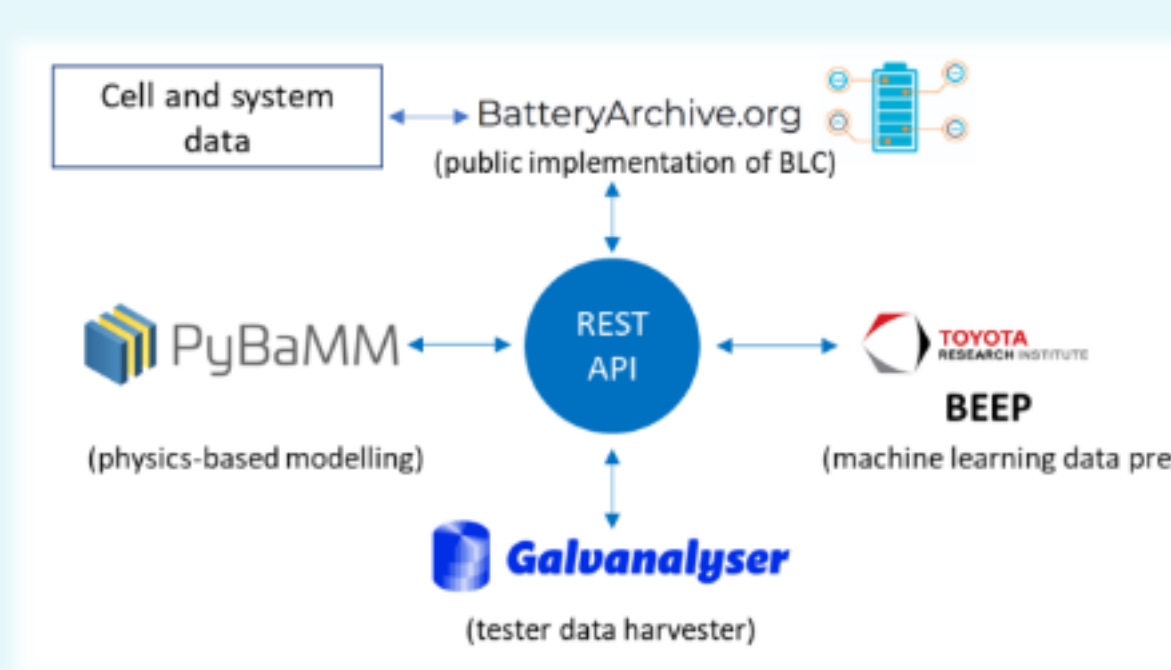 Cell and system
data
BatteryArchive.org
(public implementation of BLC)
REST
API
PyBaMM
(physics-based modelling)
TOYOTA
RESEARCH INSTITUTE
BEEP
(machine learning data pre
Galvanalyser
(tester data harvester)